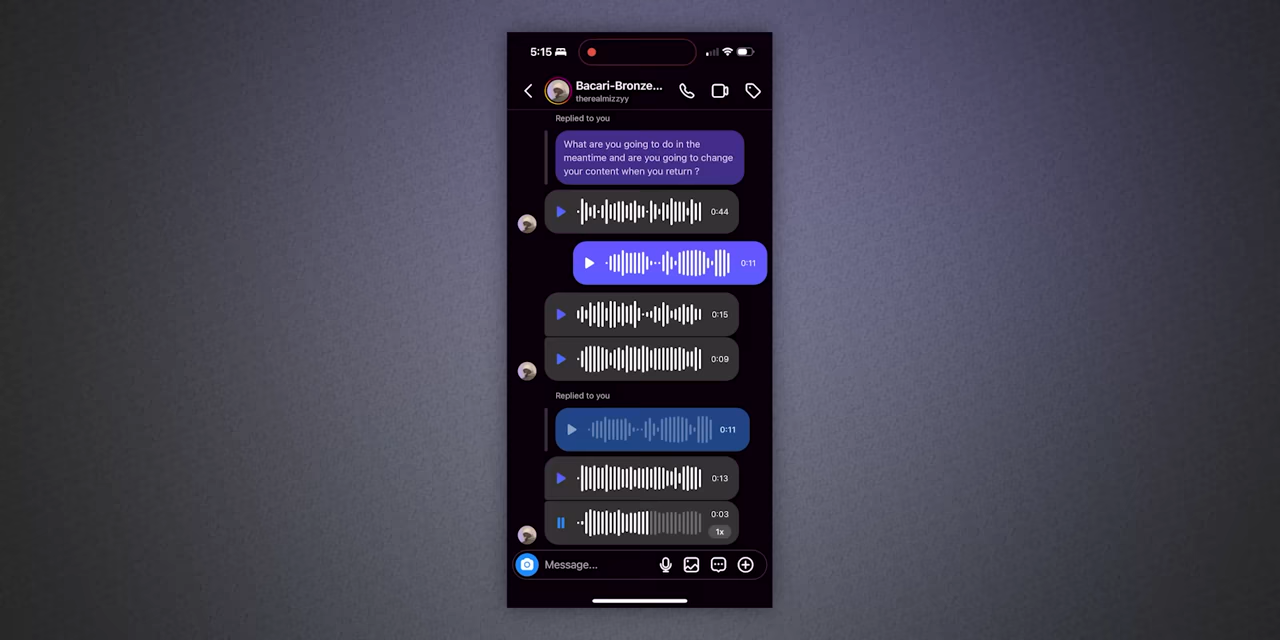 5:15
Bacari-Bronze...
therealmizzyy
Replied to you
What are you going to do in the
meantime and are you going to change
your content when you return ?
0:44
0:11
0:15
0:09
Replied to you
0:11
0:13
0:03
1x
Message...